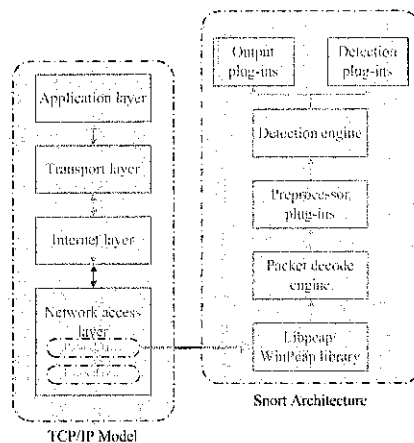 Output
plug-ins
Detection
plug-ins
Application layer
Detection engine
Transport layer
Preprocessor
plug-ins
Internet layer
Packet decode
engine
Network access
layer
Libpcap/
WinPcap library
Snort Architecture
TCP/IP Model